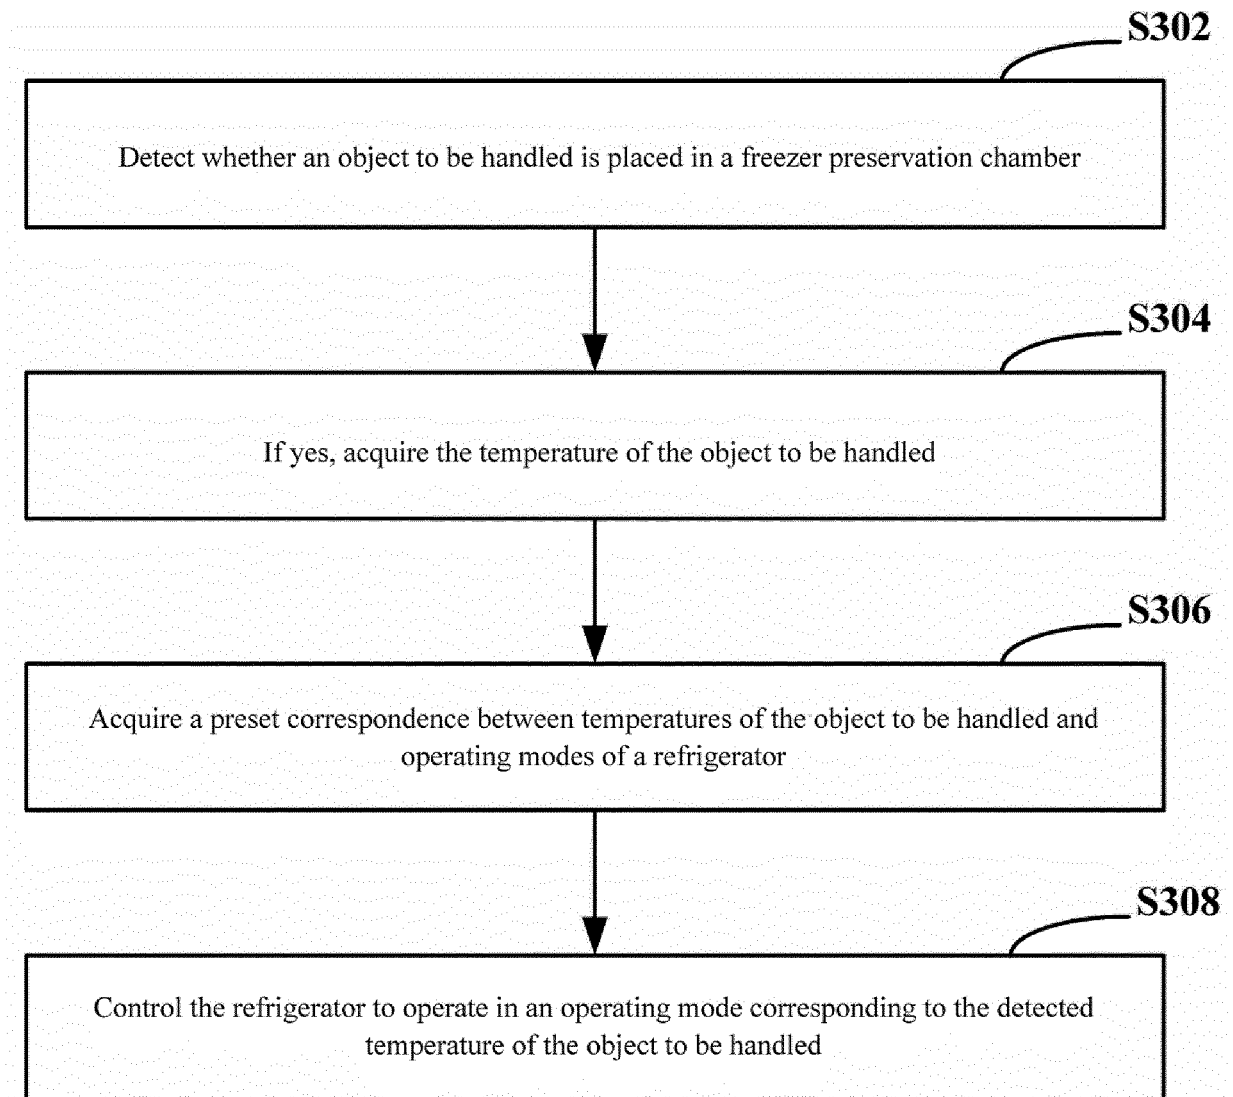 S302
Detect whether an object to be handled is placed in a freezer preservation chamber
S304
If yes, acquire the temperature of the object to be handled
S306
Acquire a preset correspondence between temperatures of the object to be handled and
operating modes of a refrigerator
S308
Control the refrigerator to operate in an operating mode corresponding to the detected
temperature of the object to be handled